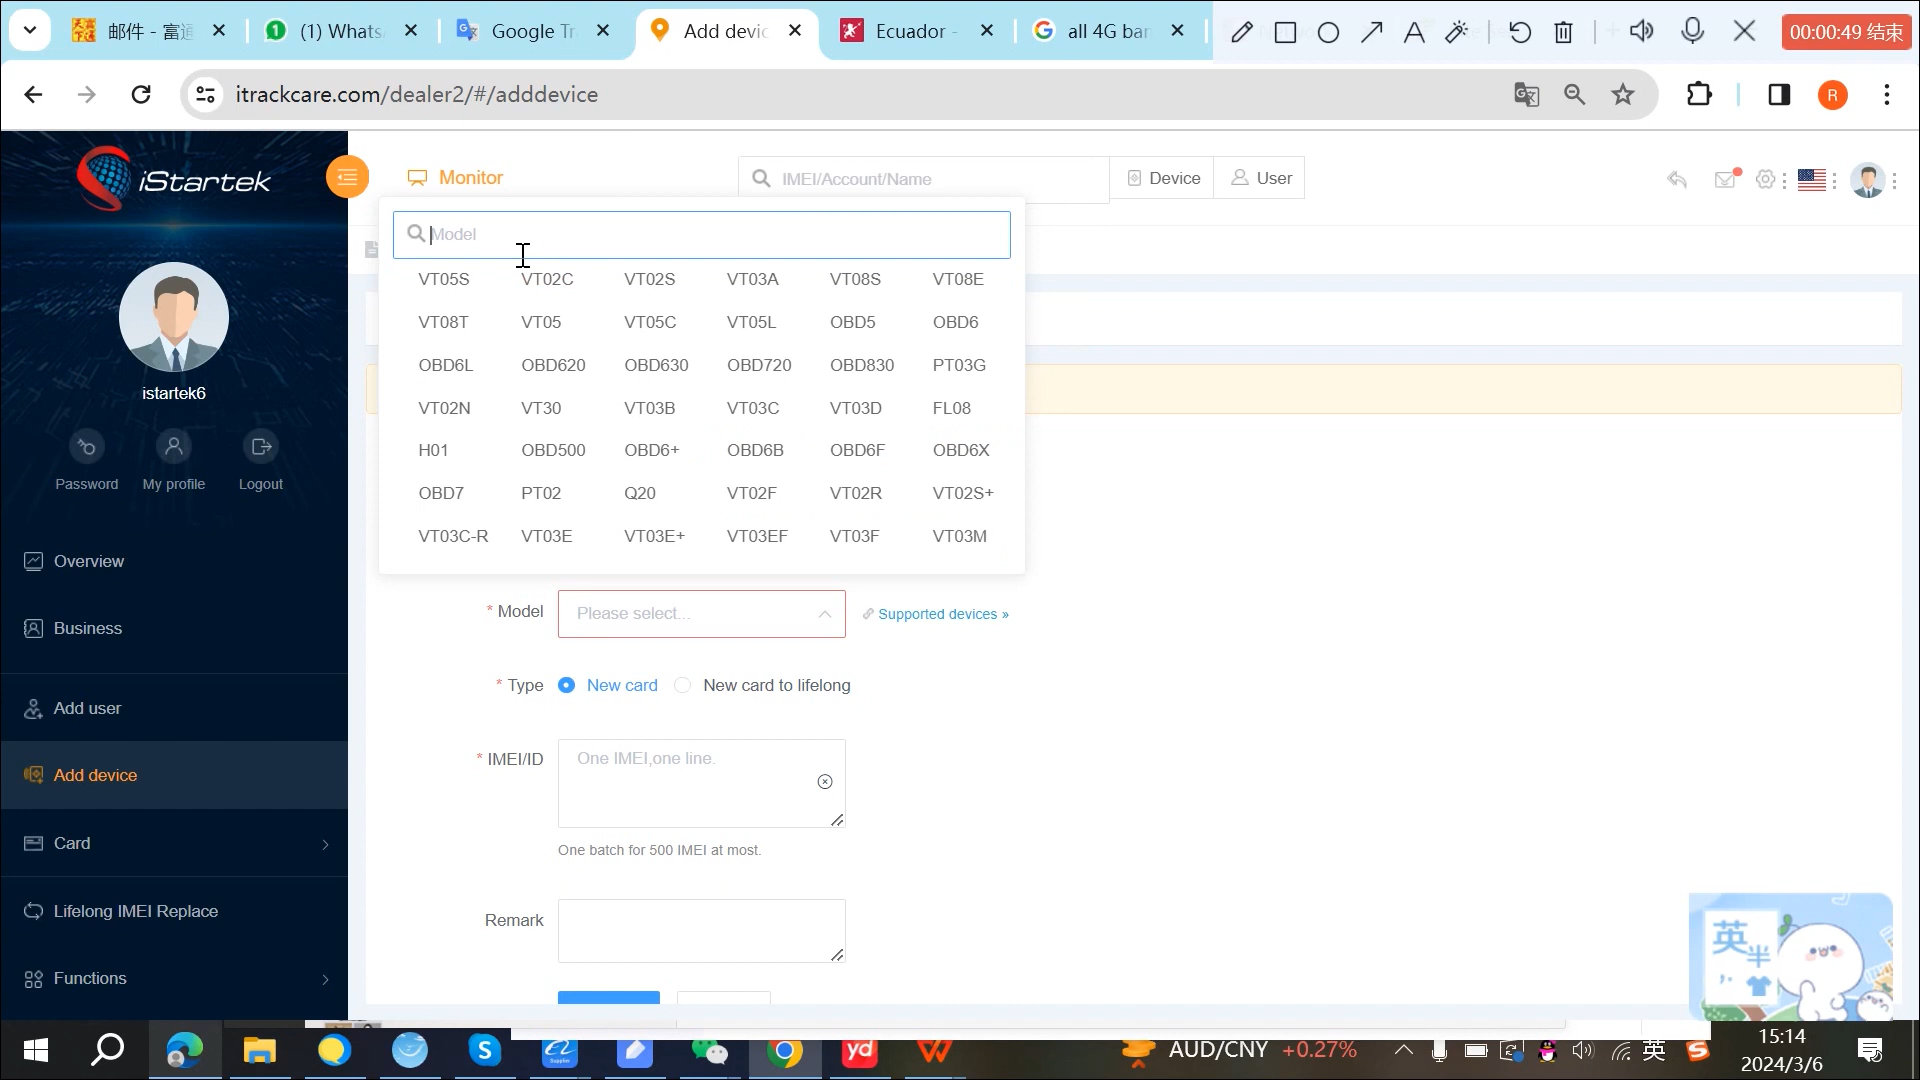 邮件 - 富通
(1) Whats
Google Tr
Add devic
Ecuador -
all 4G ban
00:00:49 结束
itrackcare.com/dealer2/#/adddevice
R
iStartek
Monitor
IMEI/Account/Name
Device
User
Model
VT05S VT02C VT02S VT03A VT08S VT08E
VT08T VT05 VT05C VT05L OBD5 OBD6
OBD6L OBD620 OBD630 OBD720 OBD830 PT03G
VT02N VT30 VT03B VT03C VT03D FL08
H01 OBD500 OBD6+ OBD6B OBD6F OBD6X
OBD7 PT02 Q20 VT02F VT02R VT02S+
VT03C-R VT03E VT03E+ VT03EF VT03F VT03M
istartek6
Password My profile Logout
Overview
Business
Add user
Add device
Card
Lifelong IMEI Replace
Functions
* Model Please select... Supported devices »
* Type New card New card to lifelong
* IMEI/ID One IMEI,one line.
One batch for 500 IMEI at most.
Remark
英
半
AUD/CNY +0.27%
英
15:14
2024/3/6